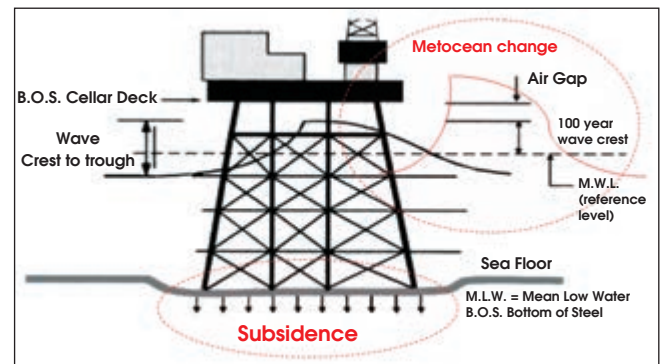 Metocean change
Air Gap
B.O.S. Cellar Deck
100 year
wave crest
Wave
Crest to trough
M.W.L.
(reference
level)
Sea Floor
M.L.W. = Mean Low Water
B.O.S. Bottom of Steel
Subsidence